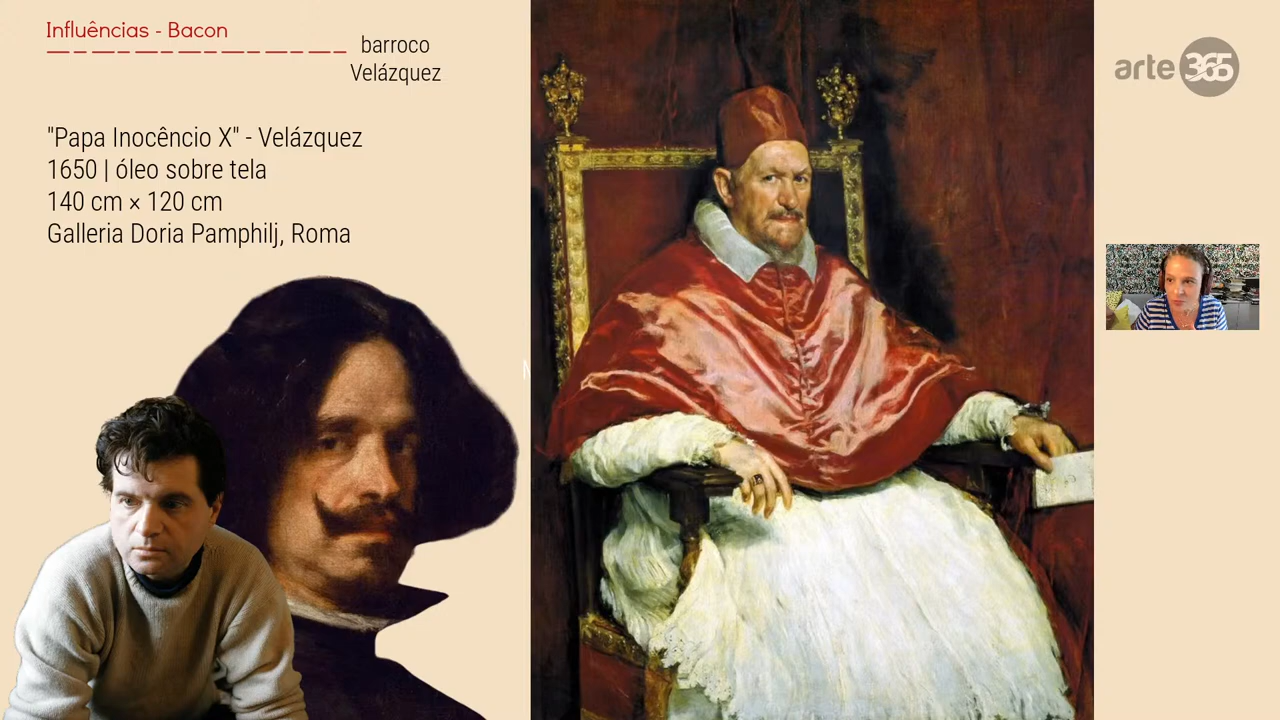 Influências - Bacon
barroco
Velázquez
"Papa Inocêncio X" - Velázquez
1650 | óleo sobre tela
140 cm × 120 cm
Galleria Doria Pamphilj, Roma
arte 365